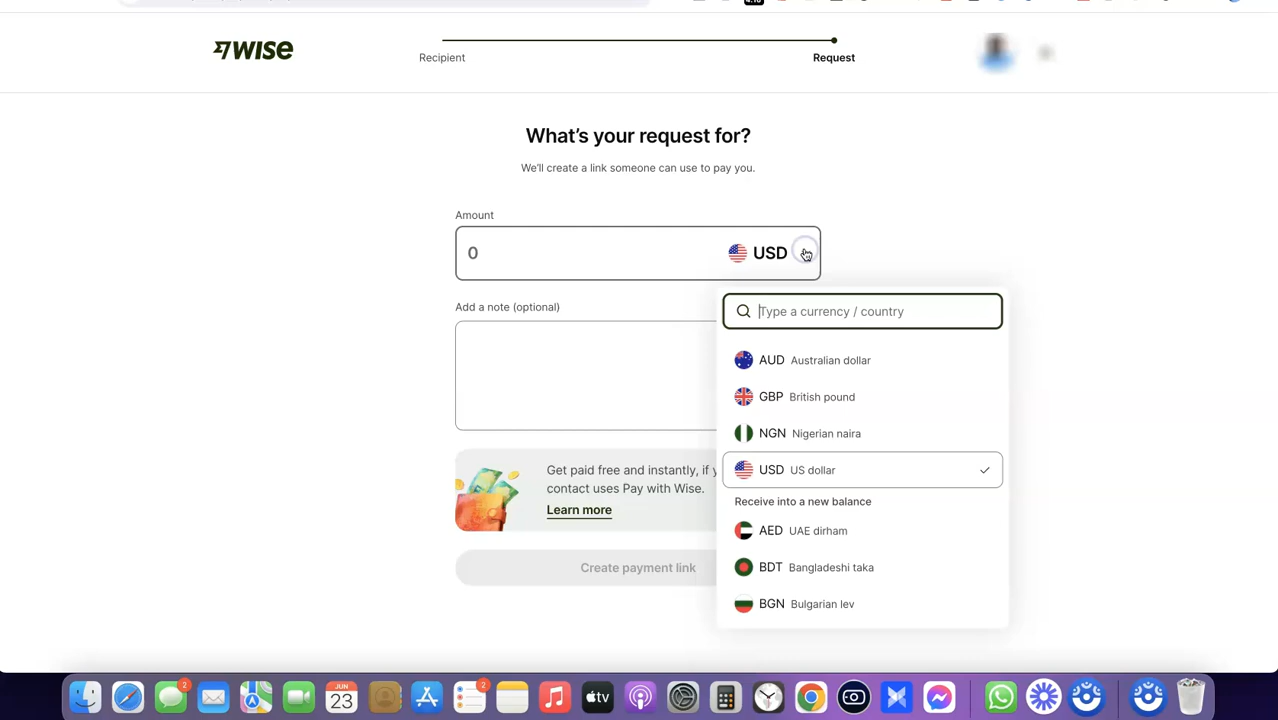 WISE
Recipient
Request
What's your request for?
We'll create a link someone can use to pay you.
Amount
0
USD
Add a note (optional)
Type a currency / country
AUD Australian dollar
GBP British pound
NGN Nigerian naira
USD US dollar
Receive into a new balance
AED UAE dirham
BDT Bangladeshi taka
BGN Bulgarian lev
Get paid free and instantly, if
contact uses Pay with Wise.
Learn more
Create payment link
2
JUN
23
2
tv